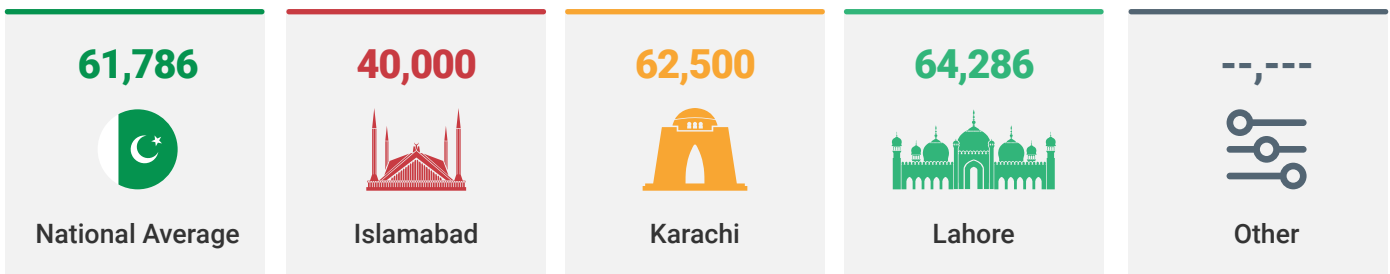 61,786
National Average
40,000
Islamabad
62,500
Karachi
64,286
Lahore
--,---
Other